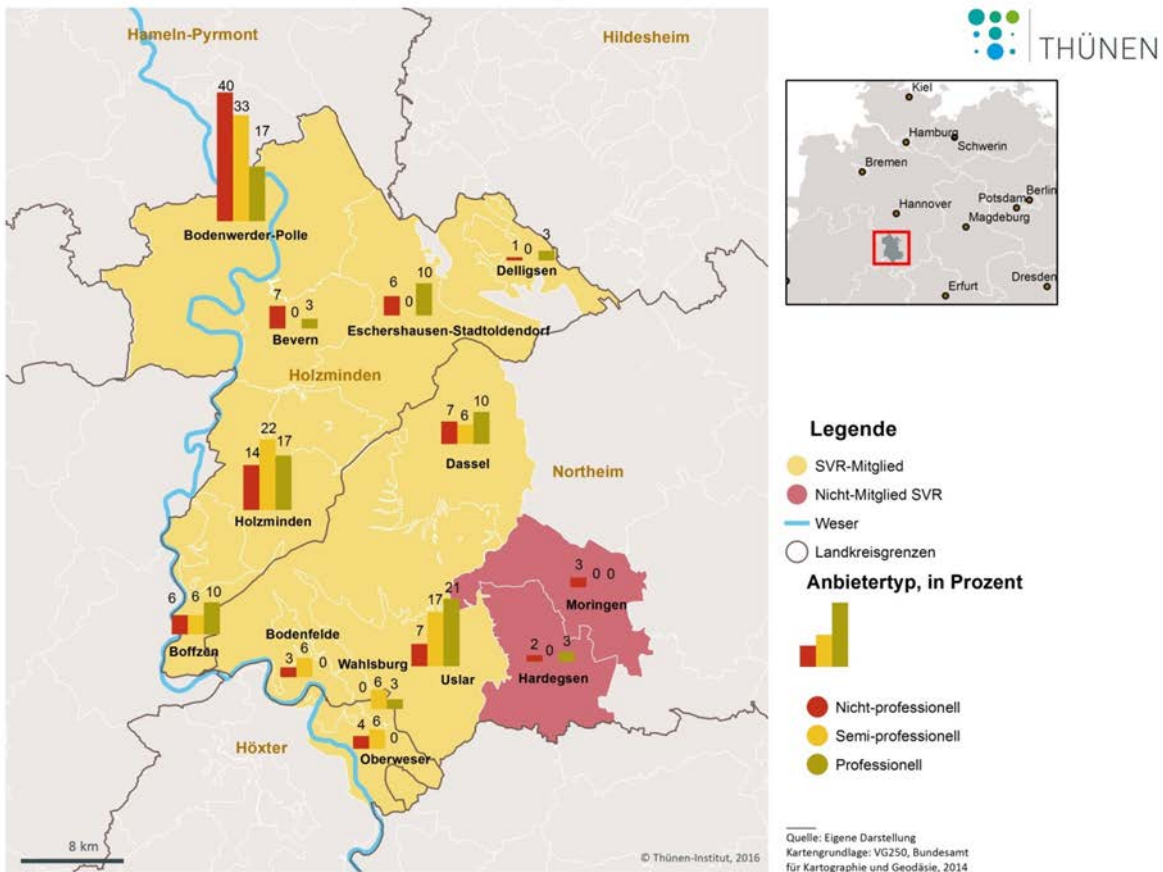 Hameln-Pyrmont
Hildesheim
THÜNEN
40
33
17
Bodenwerder-Polle
1 0 3
Delligsen
6 0 10
Eschershausen-Stadtoldendorf
7 0 3
Bevern
Holzminden
7 6 10
Dassel
Northeim
14 22 17
Holzminden
3 0 0
Moringen
6 6 10
Boffzen
Bodenfelde
3 6 0
Wahlsburg
0 6 3
7 17 21
Uslar
2 0 3
Hardegsen
4 6 0
Oberweser
Höxter
8 km
© Thünen-Institut, 2016
Kiel
Hamburg
Schwerin
Bremen
Berlin
Potsdam
Hannover
Magdeburg
Dresden
Erfurt
Legende
SVR-Mitglied
Nicht-Mitglied SVR
Weser
Landkreisgrenzen
Anbietertyp, in Prozent
Nicht-professionell
Semi-professionell
Professionell
Quelle: Eigene Darstellung
Kartengrundlage: VG250, Bundesamt
für Kartographie und Geodäsie, 2014